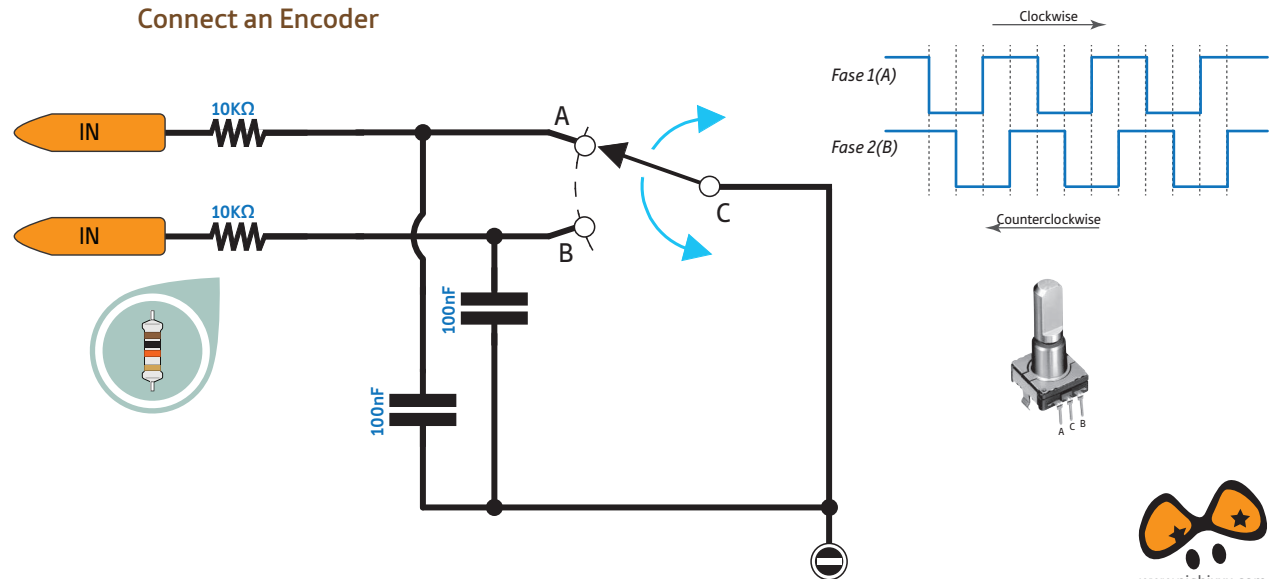 Connect an Encoder
Clockwise
Fase 1(A)
Fase 2(B)
Counterclockwise
IN
10KΩ
A
IN
10KΩ
B
C
100nF
100nF
A C B